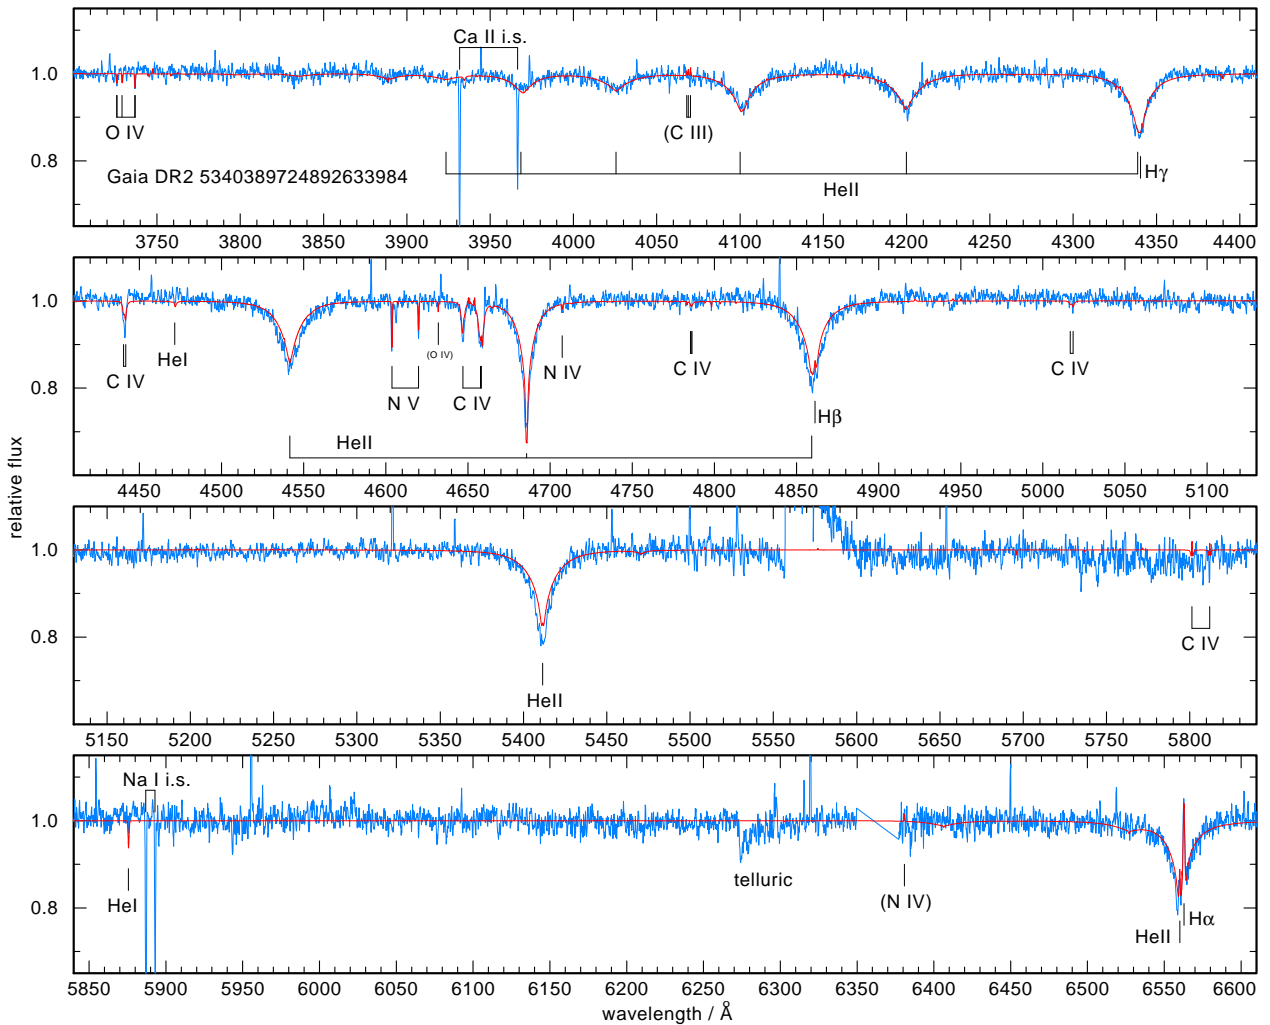 Ca II i.s.
1.0
O IV
(C III)
0.8
Gaia DR2 5340389724892633984
HeII
Hγ
3750 3800 3850 3900 3950 4000 4050 4100 4150 4200 4250 4300 4350 4400
1.0
HeI
(O IV)
C IV
N V
C IV
N IV
C IV
C IV
0.8
Hβ
HeII
4450 4500 4550 4600 4650 4700 4750 4800 4850 4900 4950 5000 5050 5100
relative flux
1.0
0.8
C IV
HeII
5150 5200 5250 5300 5350 5400 5450 5500 5550 5600 5650 5700 5750 5800
Na I i.s.
1.0
telluric
HeI
(N IV)
0.8
Hα
HeII
5850 5900 5950 6000 6050 6100 6150 6200 6250 6300 6350 6400 6450 6500 6550 6600
wavelength / Å